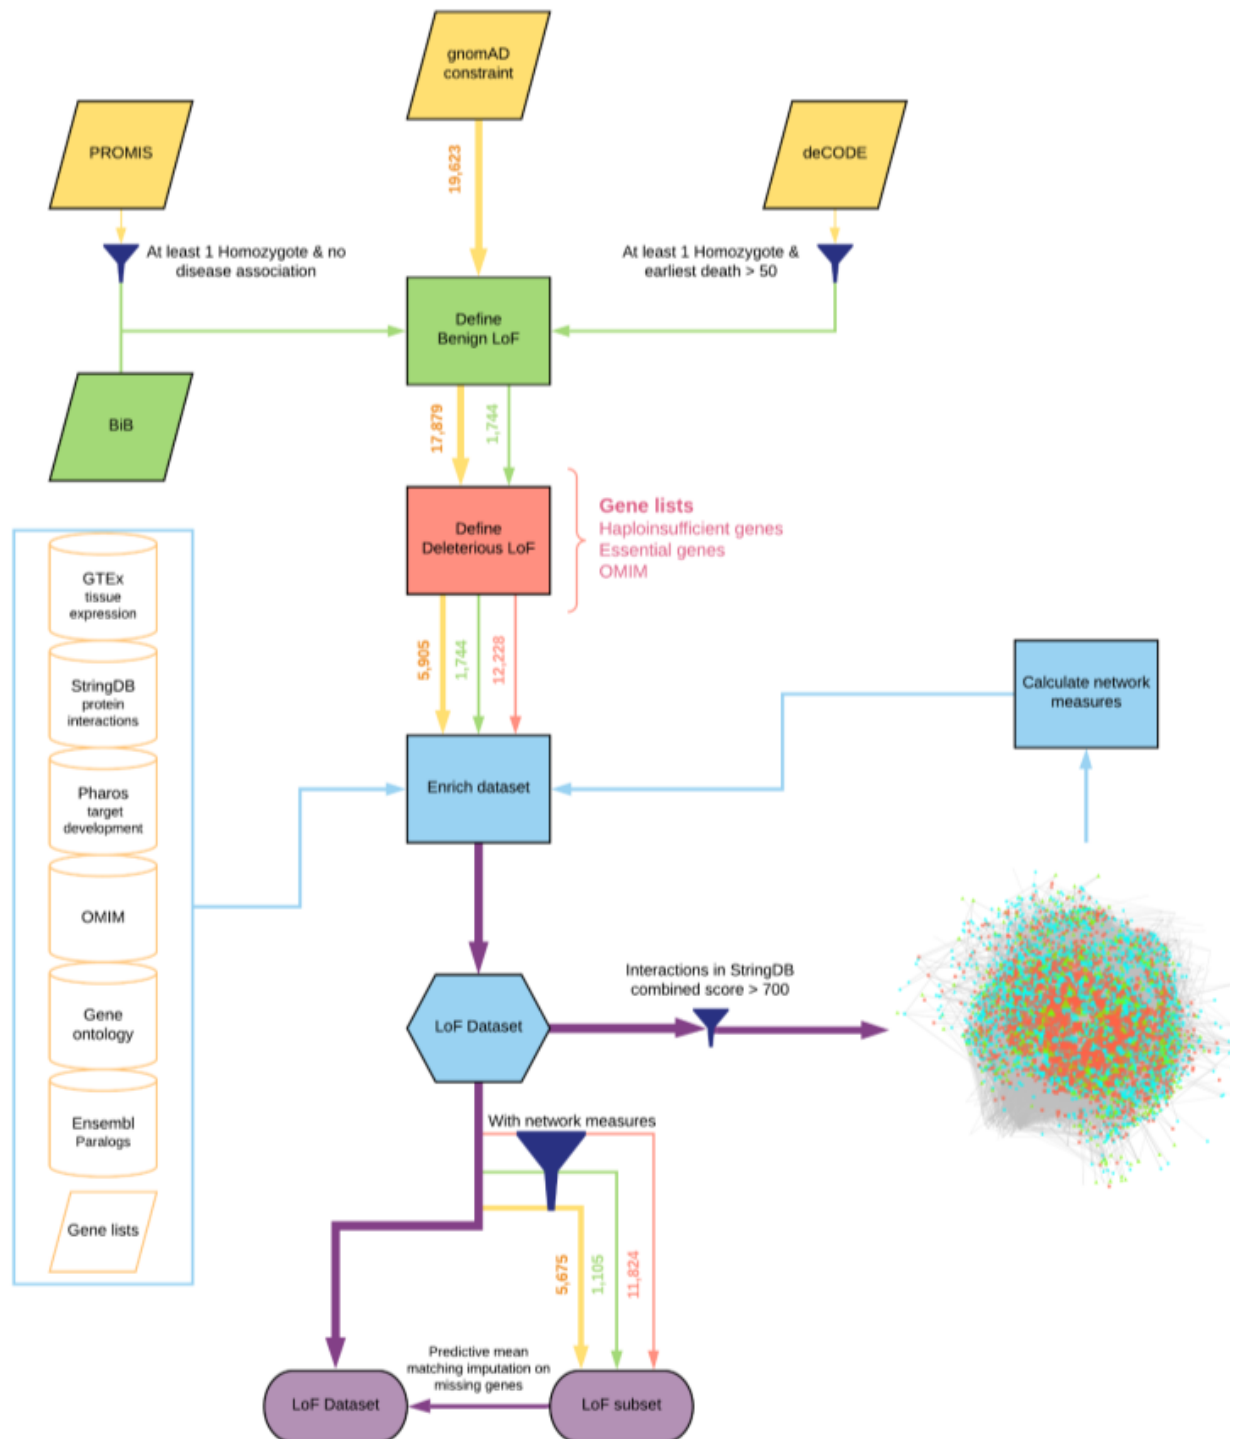 gnomAD
constraint
PROMIS
deCODE
19,623
At least 1 Homozygote & no
disease association
At least 1 Homozygote &
earliest death > 50
Define
Benign LoF
BiB
17,879
1,744
Define
Deleterious LoF
Gene lists
Haploinsufficient genes
Essential genes
OMIM
GTEx
tissue
expression
StringDB
protein
interactions
Pharos
target
development
OMIM
Gene
ontology
Ensembl
Paralogs
Gene lists
5,905
1,744
12,228
Calculate network
measures
Enrich dataset
LoF Dataset
Interactions in StringDB
combined score > 700
With network measures
5,675
1,105
11,824
Predictive mean
matching imputation on
missing genes
LoF Dataset
LoF subset